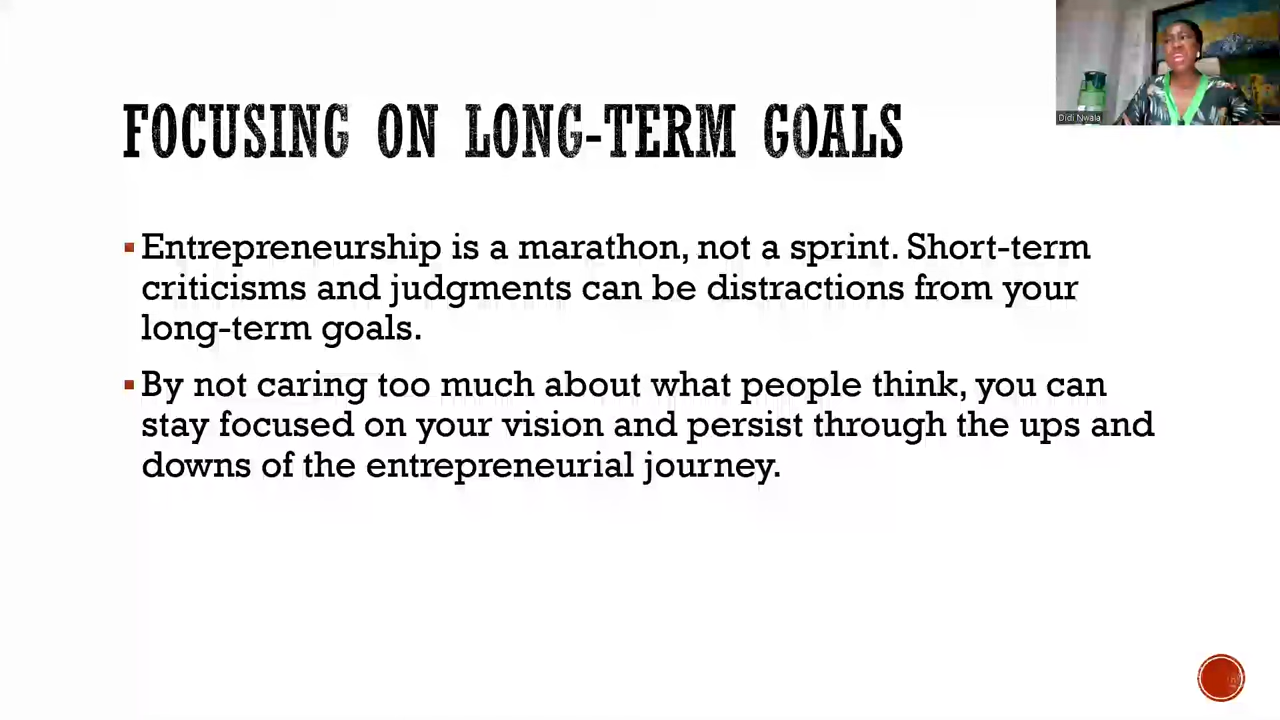 FOCUSING ON LONG-TERM GOALS
Entrepreneurship is a marathon, not a sprint. Short-term
criticisms and judgments can be distractions from your
long-term goals.
By not caring too much about what people think, you can
stay focused on your vision and persist through the ups and
downs of the entrepreneurial journey.
Didi Nwala